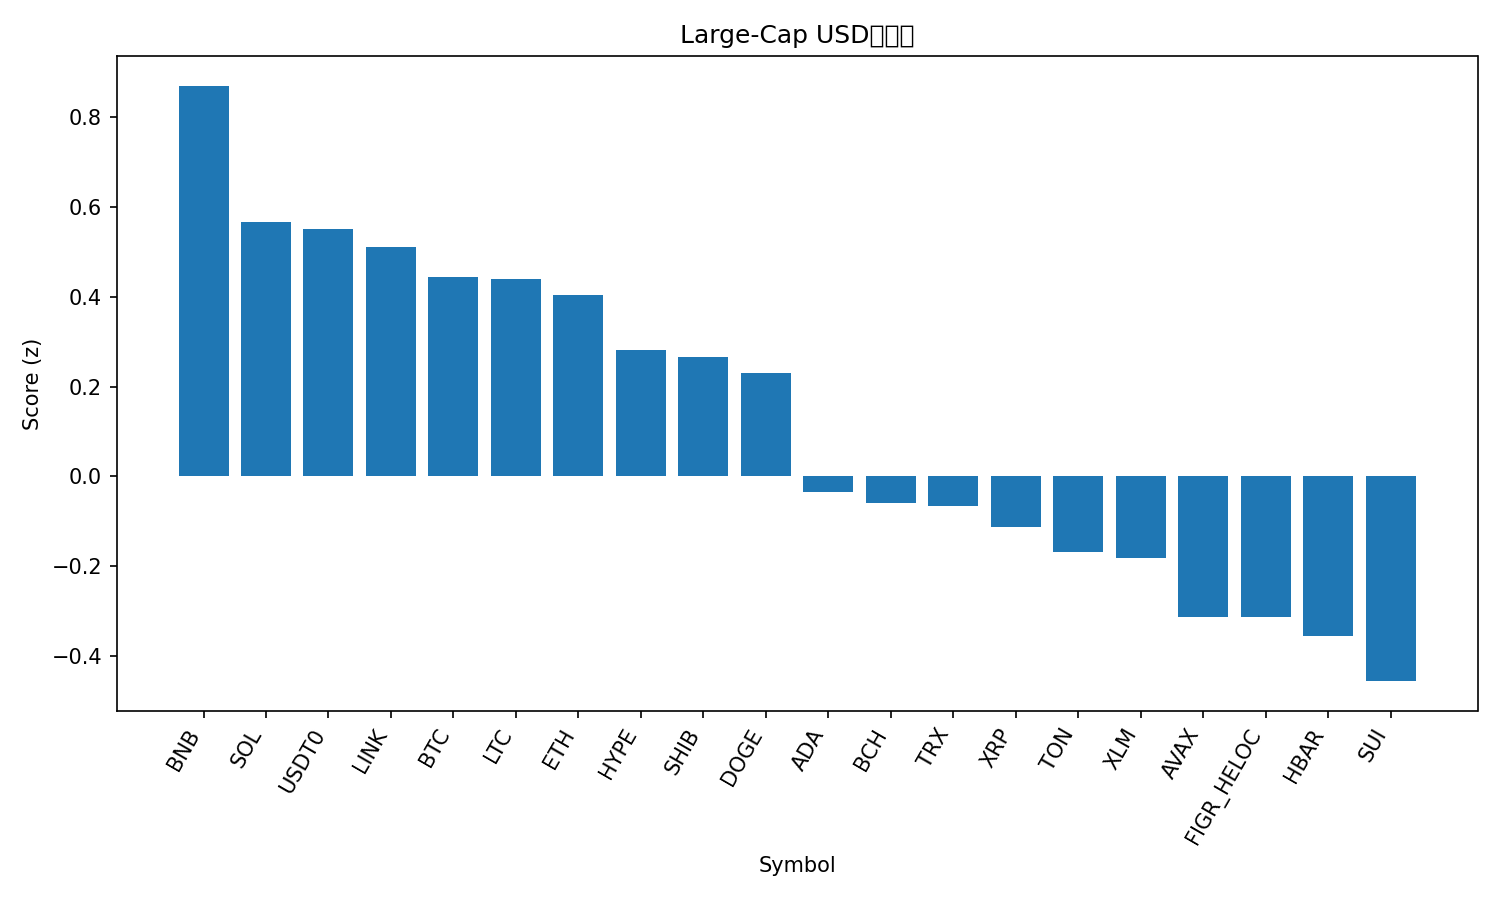 Large-Cap USD
Score (z)
0.8
0.6
0.4
0.2
0.0
−0.2
−0.4
BNB
SOL
USDT0
LINK
BTC
LTC
ETH
HYPE
SHIB
DOGE
ADA
BCH
TRX
XRP
TON
XLM
AVAX
FIGR_HELOC
HBAR
SUI
Symbol